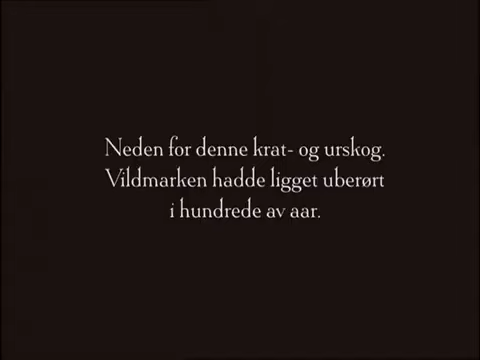 Neden for denne krat- og urskog.
Vildmarken hadde ligget uberørt
i hundrede av aar.